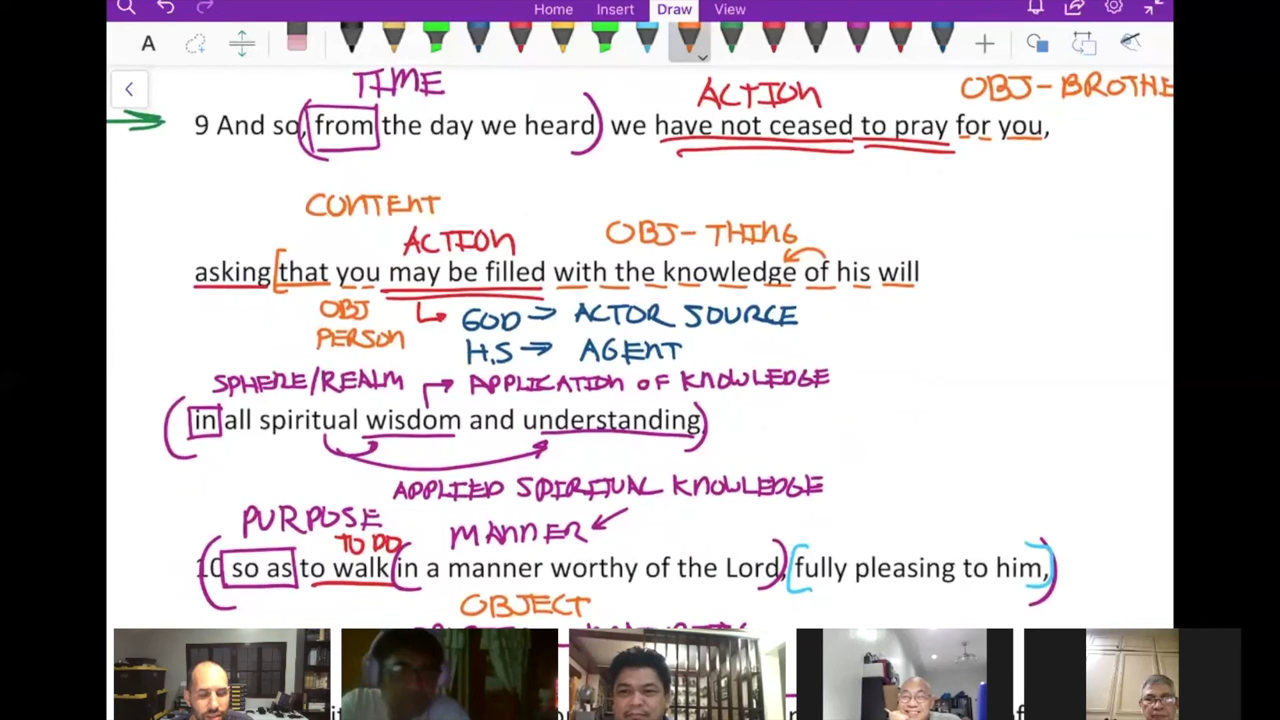 Home Insert Draw View
A
TIME
ACTION
OBJ-BROTHE
9 And so, from the day we heard, we have not ceased to pray for you,
CONTENT
ACTION
OBJ-THING
asking that you may be filled with the knowledge of his will
OBJ
PERSON
GOD → ACTOR SOURCE
H.S → AGENT
SPHERE/REALM
APPLICATION OF KNOWLEDGE
in all spiritual wisdom and understanding,
APPLIED SPIRITUAL KNOWLEDGE
PURPOSE
TO DO
MANNER
10 so as to walk in a manner worthy of the Lord, fully pleasing to him,
OBJECT